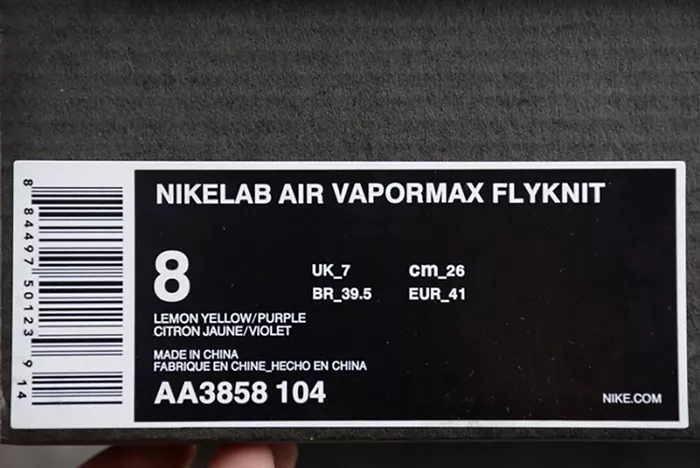 8 84497 50123 9 14
NIKELAB AIR VAPORMAX FLYKNIT
8
UK_7 cm_26
BR_39.5 EUR_41
LEMON YELLOW/PURPLE
CITRON JAUNE/VIOLET
MADE IN CHINA
FABRIQUE EN CHINE_HECHO EN CHINA
AA3858 104
NIKE.COM